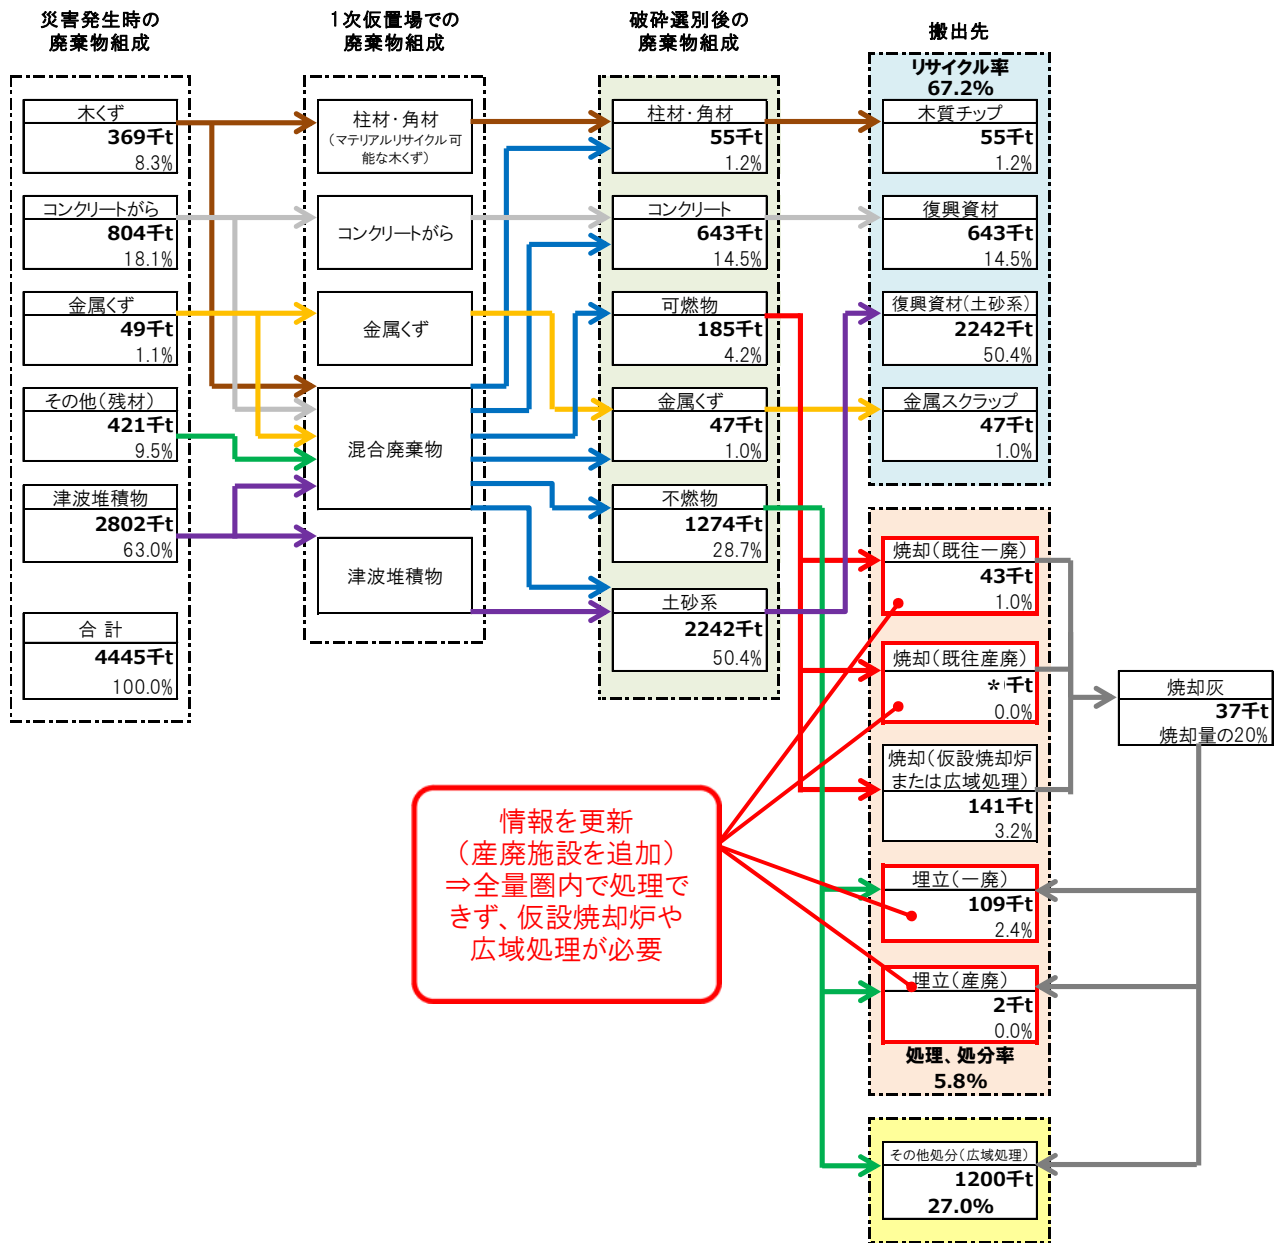 災害発生時の
廃棄物組成
木くず
369千t
8.3%
コンクリートがら
804千t
18.1%
金属くず
49千t
1.1%
その他(残材)
421千t
9.5%
津波堆積物
2802千t
63.0%
合 計
4445千t
100.0%
1次仮置場での
廃棄物組成
柱材・角材
(マテリアルリサイクル可
能な木くず)
コンクリートがら
金属くず
混合廃棄物
津波堆積物
破砕選別後の
廃棄物組成
柱材・角材
55千t
1.2%
コンクリート
643千t
14.5%
可燃物
185千t
4.2%
金属くず
47千t
1.0%
不燃物
1274千t
28.7%
土砂系
2242千t
50.4%
搬出先
リサイクル率
67.2%
木質チップ
55千t
1.2%
復興資材
643千t
14.5%
復興資材(土砂系)
2242千t
50.4%
金属スクラップ
47千t
1.0%
焼却(既往一廃)
43千t
1.0%
焼却(既往産廃)
*千t
0.0%
焼却(仮設焼却炉
または広域処理)
141千t
3.2%
埋立(一廃)
109千t
2.4%
埋立(産廃)
2千t
0.0%
処理、処分率
5.8%
その他処分(広域処理)
1200千t
27.0%
焼却灰
37千t
焼却量の20%
情報を更新
(産廃施設を追加)
⇒全量圏内で処理で
きず、仮設焼却炉や
広域処理が必要